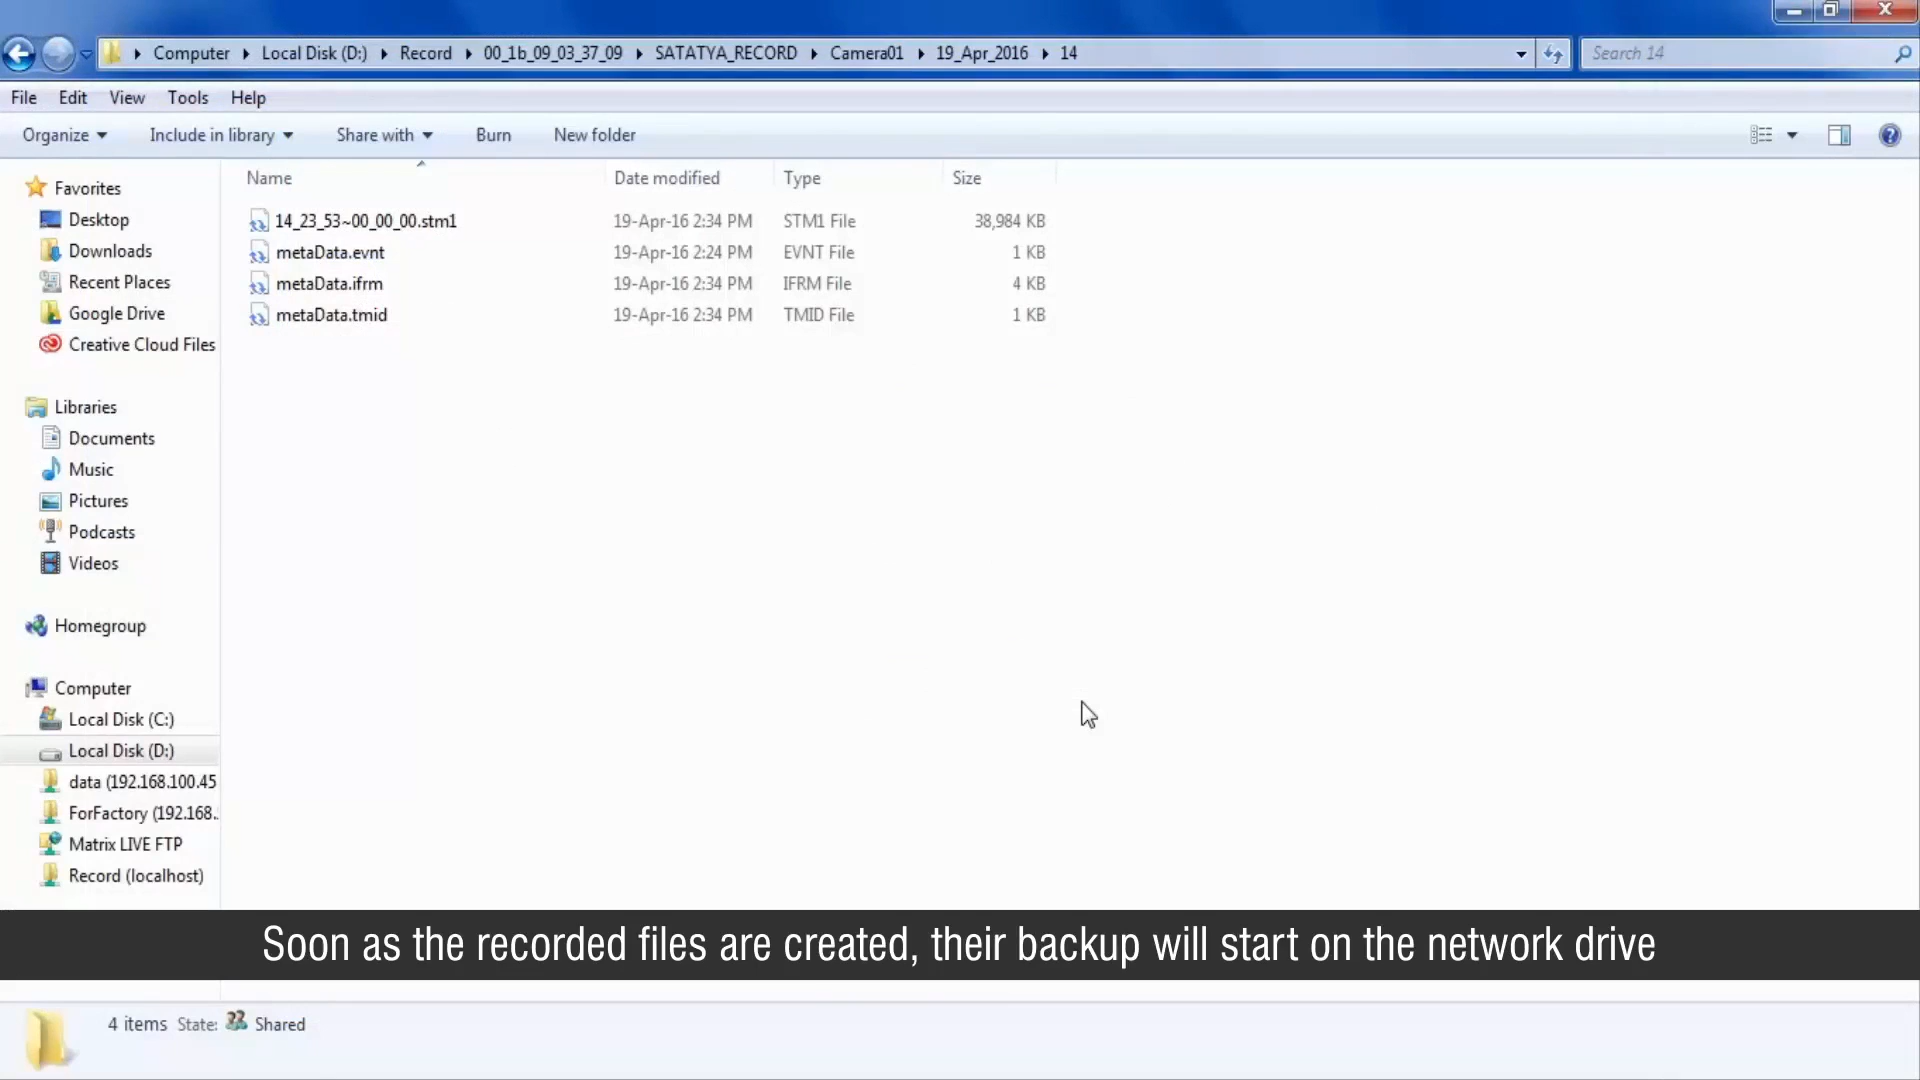 Computer Local Disk (D:) Record 00_1b_09_03_37_09 SATATYA_RECORD Camera01 19_Apr_2016 14
Search 14
File Edit View Tools Help
Organize Include in library Share with Burn New folder
Name Date modified Type Size
14_23_53~00_00_00.stm1 19-Apr-16 2:34 PM STM1 File 38,984 KB
metaData.evnt 19-Apr-16 2:24 PM EVNT File 1 KB
metaData.ifrm 19-Apr-16 2:34 PM IFRM File 4 KB
metaData.tmid 19-Apr-16 2:34 PM TMID File 1 KB
Favorites
Desktop
Downloads
Recent Places
Google Drive
Creative Cloud Files
Libraries
Documents
Music
Pictures
Podcasts
Videos
Homegroup
Computer
Local Disk (C:)
Local Disk (D:)
data (192.168.100.45
ForFactory (192.168.
Matrix LIVE FTP
Record (localhost)
Soon as the recorded files are created, their backup will start on the network drive
4 items State: Shared